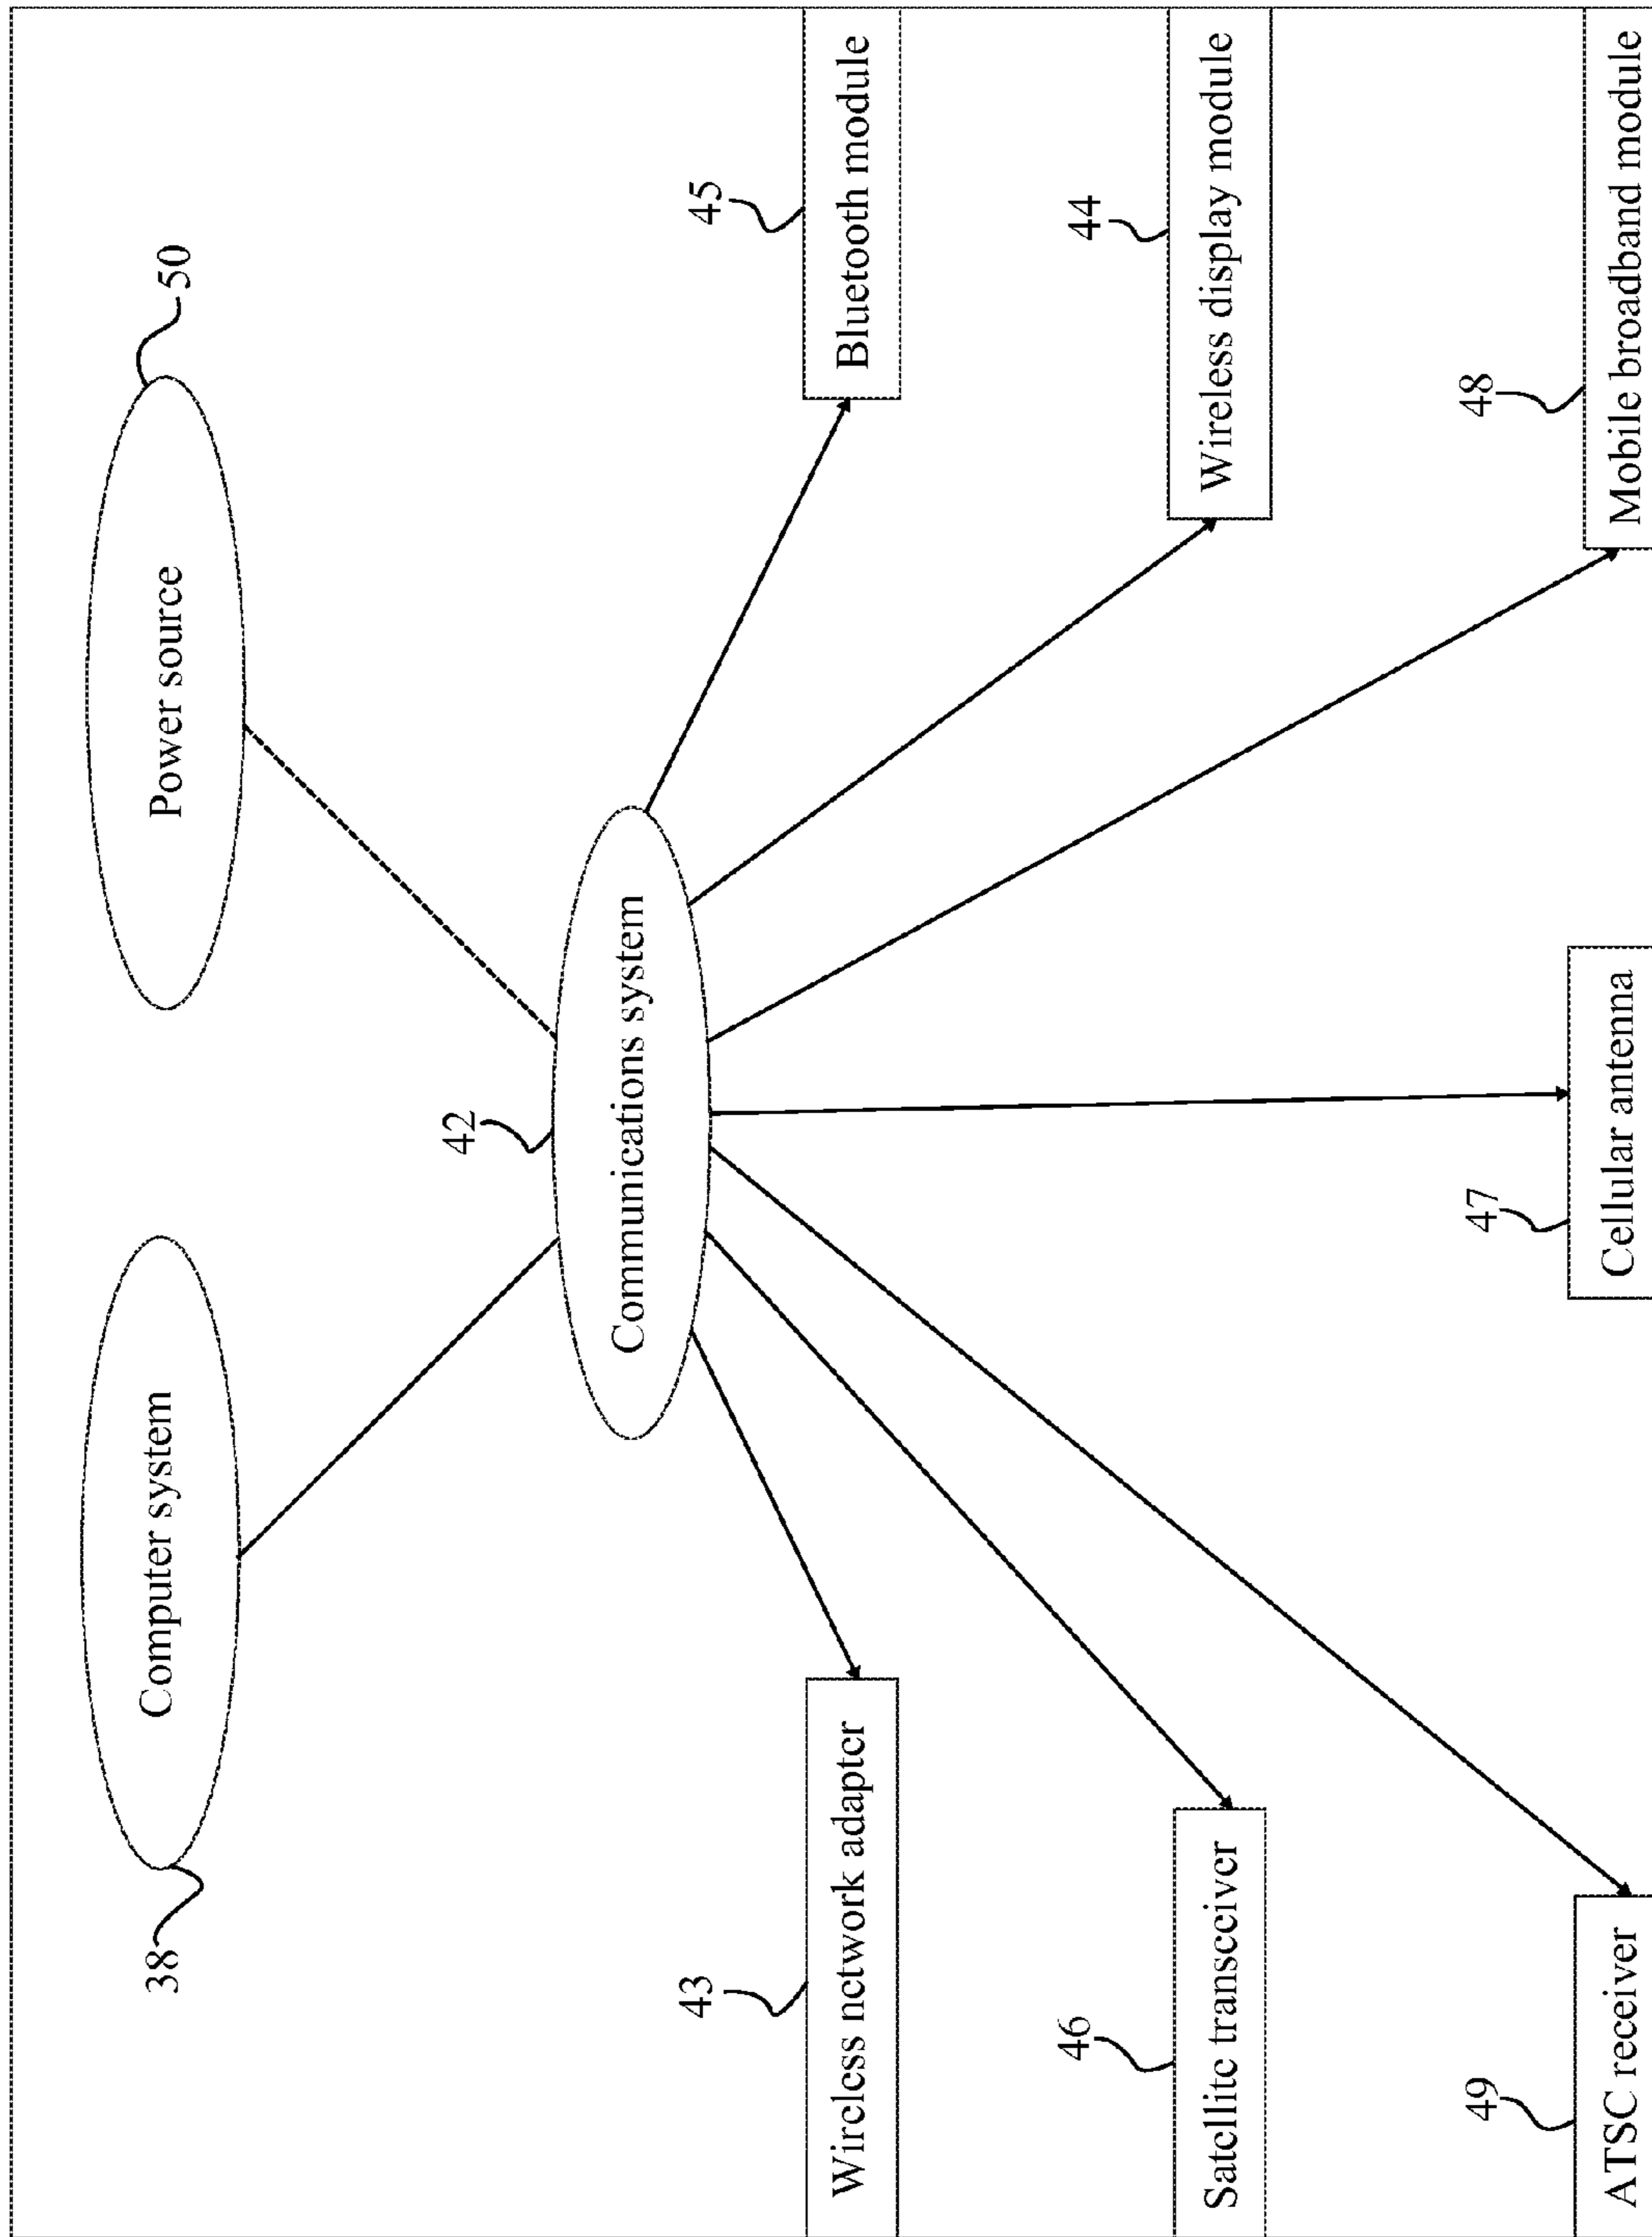 38
Computer system
Power source
50
42
Communications system
43
Wireless network adapter
45
Bluetooth module
46
Satellite transceiver
44
Wireless display module
49
ATSC receiver
47
Cellular antenna
48
Mobile broadband module